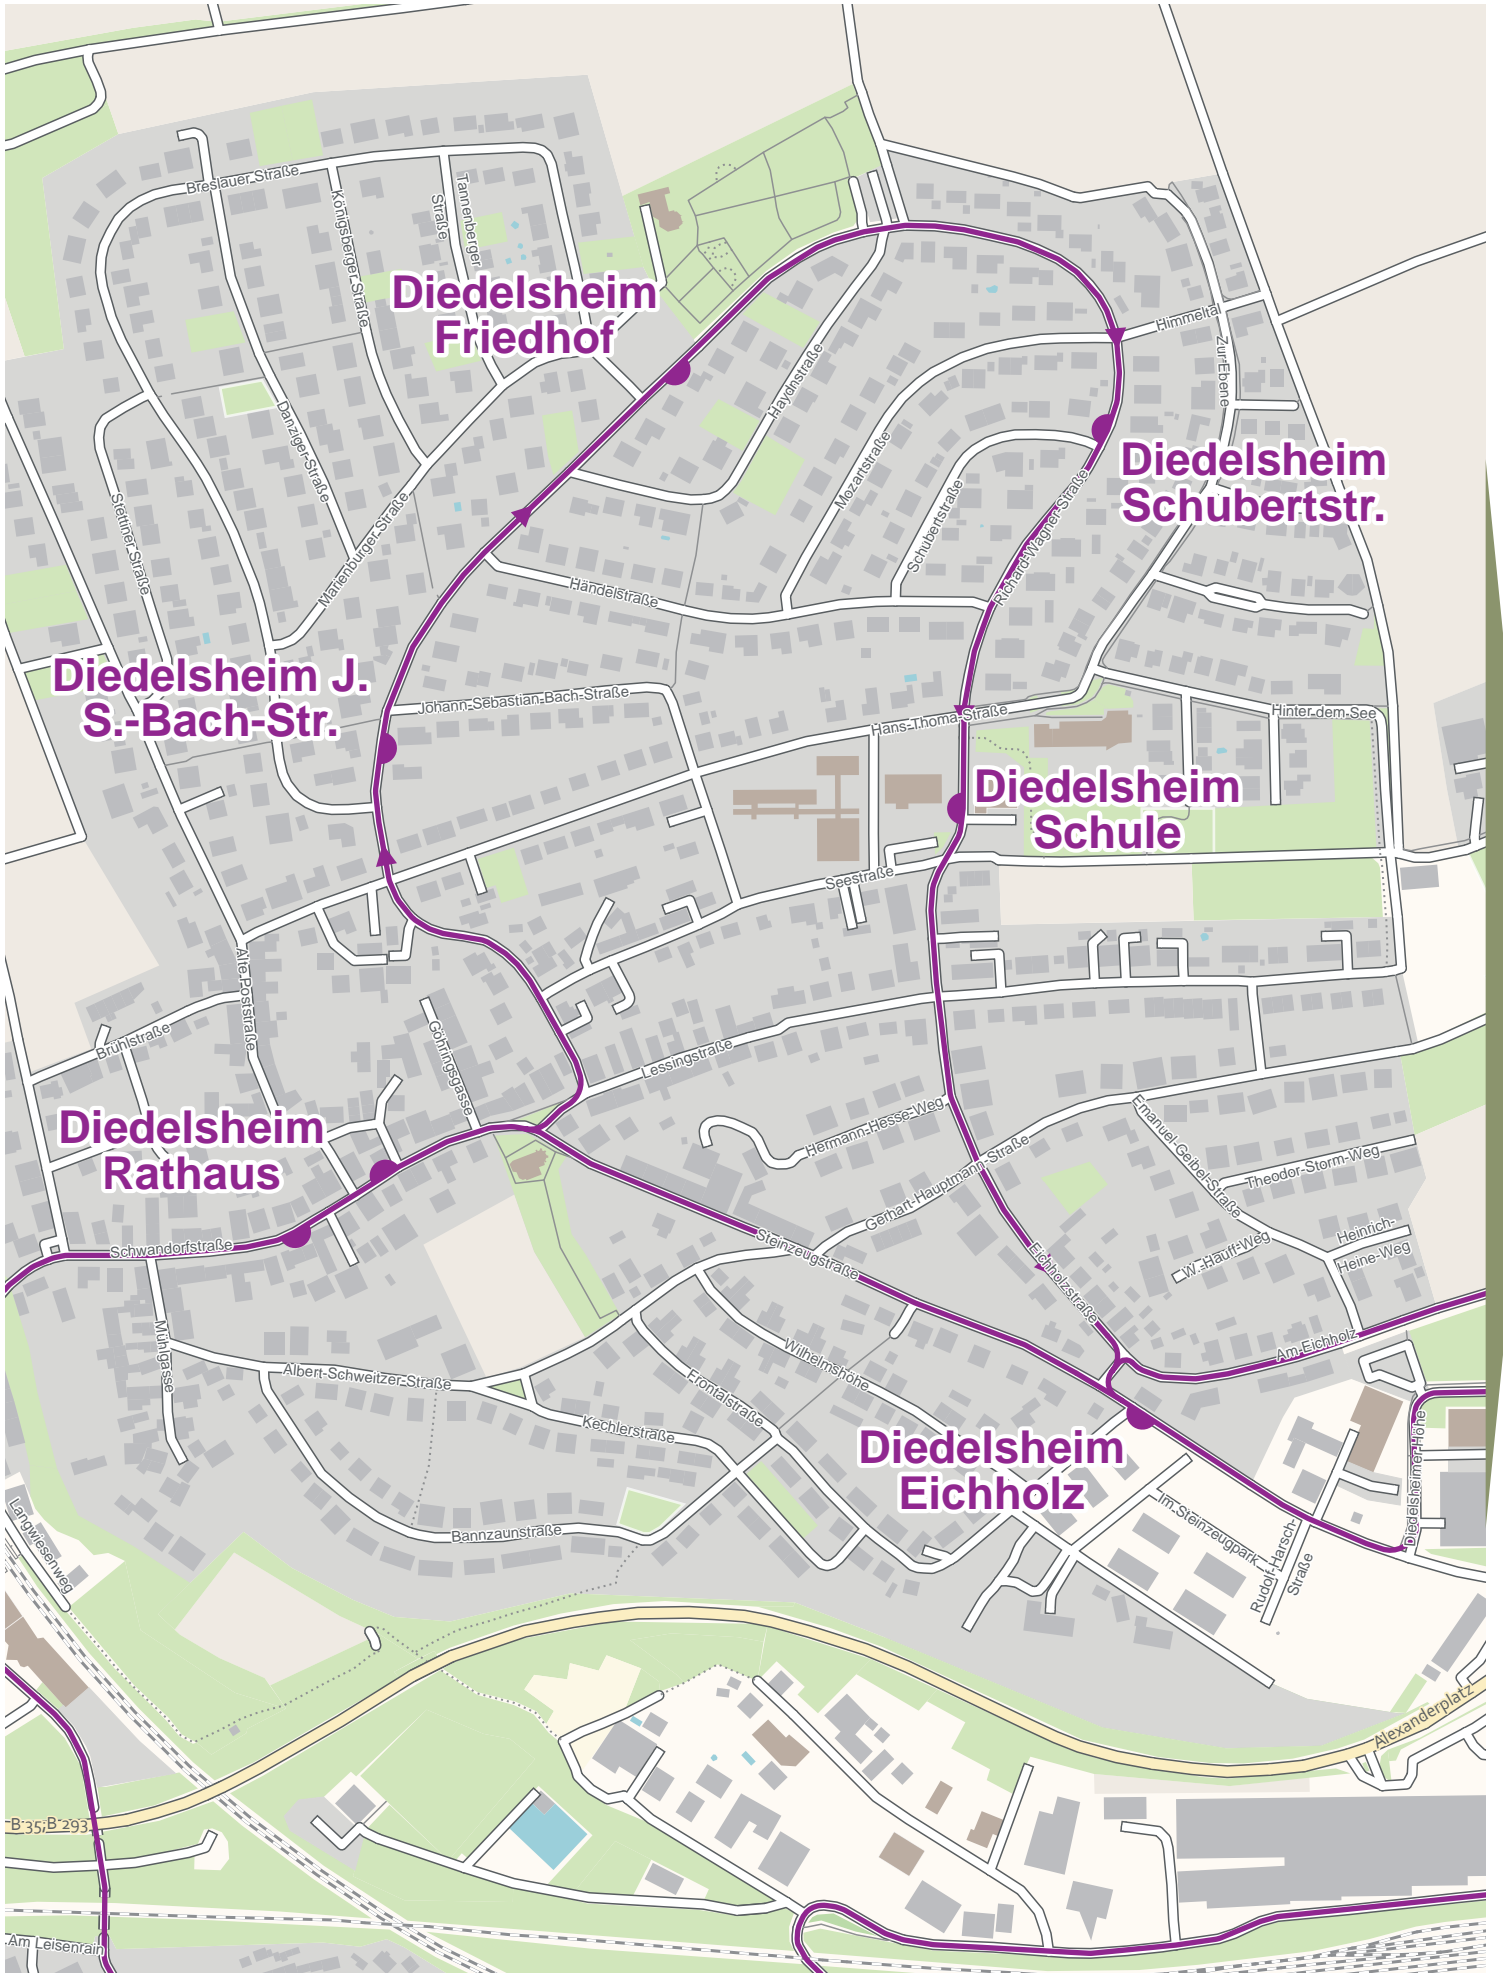 Breslauer Straße
Königsberger Straße
Tannenberger
Straße
Diedelsheim
Friedhof
Himmeltal
Zur Ebene
Haydnstraße
Danziger-Straße
Mozartstraße
Diedelsheim
Schubertstr.
Stettiner-Straße
Marienburger-Straße
Schubertstraße
Richard-Wagner-Straße
Händelstraße
Diedelsheim J.
S.-Bach-Str.
Johann-Sebastian-Bach-Straße
Hans-Thoma-Straße
Hinter-dem-See
Diedelsheim
Schule
Seestraße
Alte Poststraße
Brühlstraße
Göhringsgasse
Lessingstraße
Diedelsheim
Rathaus
Hermann-Hesse-Weg
Gerhart-Hauptmann-Straße
Emanuel-Geibel-Straße
Theodor-Storm-Weg
Heinrich-
Heine-Weg
W.-Hauff-Weg
Schwandorfstraße
Steinzeugstraße
Eichholzstraße
Am-Eichholz
Mühlgasse
Albert-Schweitzer-Straße
Wilhelmshöhe
Frontalstraße
Kechlerstraße
Diedelsheim
Eichholz
Diedelsheimer-Höhe
Im Steinzeugpark
Rudolf-Harsch-
Straße
Bannzaunstraße
Langwiesenweg
Alexanderplatz
B 35;B 293
Am Leisenrain